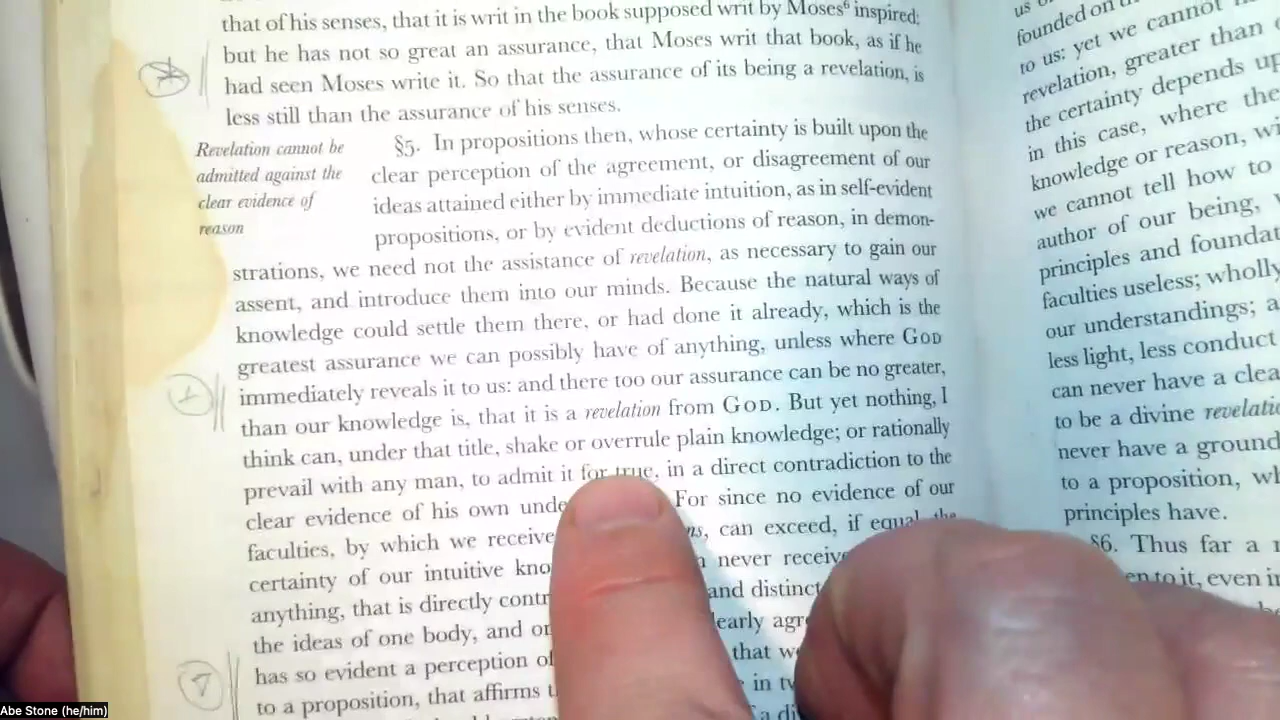 that of his senses, that it is writ in the book supposed writ by Moses⁶ inspired:
but he has not so great an assurance, that Moses writ that book, as if he
had seen Moses write it. So that the assurance of its being a revelation, is
less still than the assurance of his senses.
Revelation cannot be
admitted against the
clear evidence of
reason
§5. In propositions then, whose certainty is built upon the
clear perception of the agreement, or disagreement of our
ideas attained either by immediate intuition, as in self-evident
propositions, or by evident deductions of reason, in demon-
strations, we need not the assistance of revelation, as necessary to gain our
assent, and introduce them into our minds. Because the natural ways of
knowledge could settle them there, or had done it already, which is the
greatest assurance we can possibly have of anything, unless where GOD
immediately reveals it to us: and there too our assurance can be no greater,
than our knowledge is, that it is a revelation from GOD. But yet nothing, I
think can, under that title, shake or overrule plain knowledge; or rationally
prevail with any man, to admit it for true, in a direct contradiction to the
clear evidence of his own For since no evidence of our
faculties, by which we receive can exceed, if equal the
certainty of our intuitive never
anything, that is directly and
the ideas of one body, and
has so evident a perception that
to a proposition, that affirms
us
founded on
to us: yet we cannot
revelation, greater than
the certainty depends
in this case, where the
knowledge or reason,
we cannot tell how to
author of our being,
principles and
faculties useless; wholly
our understandings;
less light, less conduct
can never have a
to be a divine
never have a ground
to a proposition,
principles have.
§6. Thus far a
to it, even
Abe Stone (he/him)